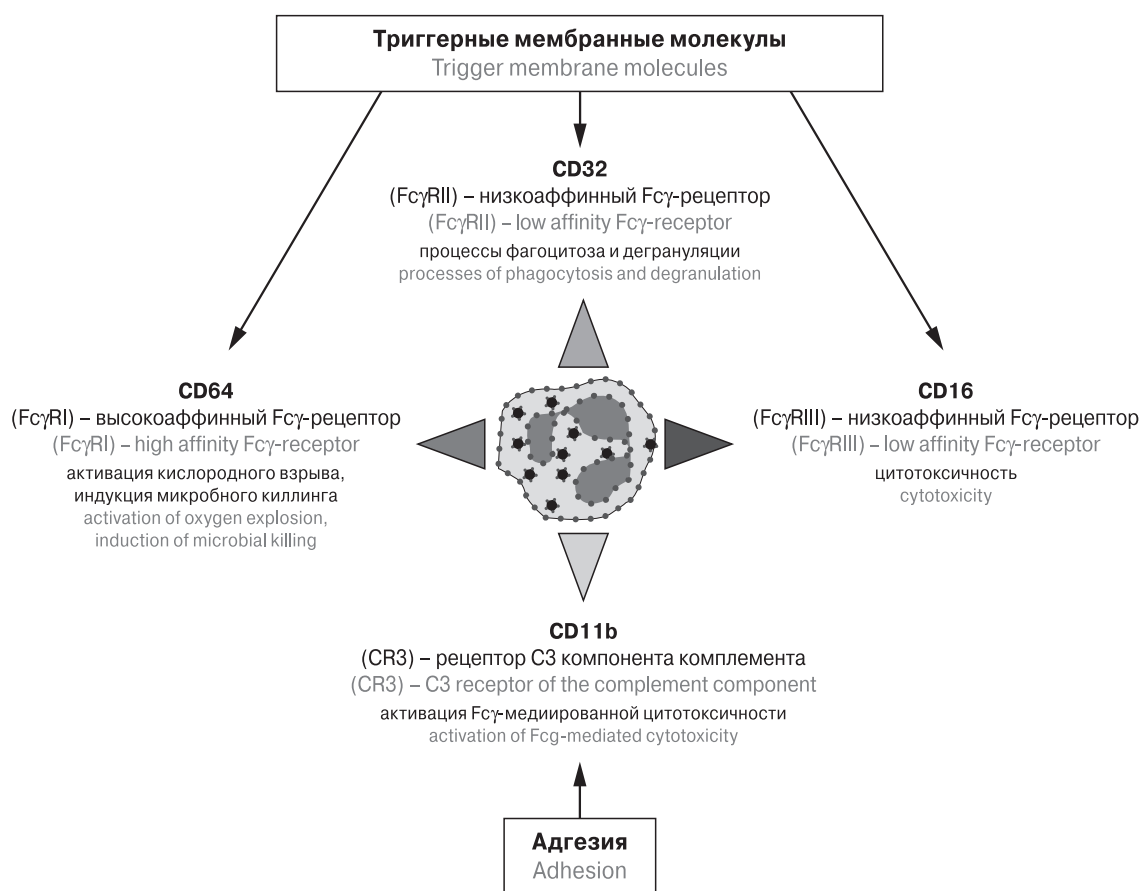 Триггерные мембранные молекулы
Trigger membrane molecules
CD32
(FcγRII) – низкоаффинный Fcγ-рецептор
(FcγRII) – low affinity Fcγ-receptor
процессы фагоцитоза и дегрануляции
processes of phagocytosis and degranulation
CD64
(FcγRI) – высокоаффинный Fcγ-рецептор
(FcγRI) – high affinity Fcγ-receptor
активация кислородного взрыва,
индукция микробного киллинга
activation of oxygen explosion,
induction of microbial killing
CD16
(FcγRIII) – низкоаффинный Fcγ-рецептор
(FcγRIII) – low affinity Fcγ-receptor
цитотоксичность
cytotoxicity
CD11b
(CR3) – рецептор C3 компонента комплемента
(CR3) – C3 receptor of the complement component
активация Fcγ-медиированной цитотоксичности
activation of Fcg-mediated cytotoxicity
Адгезия
Adhesion